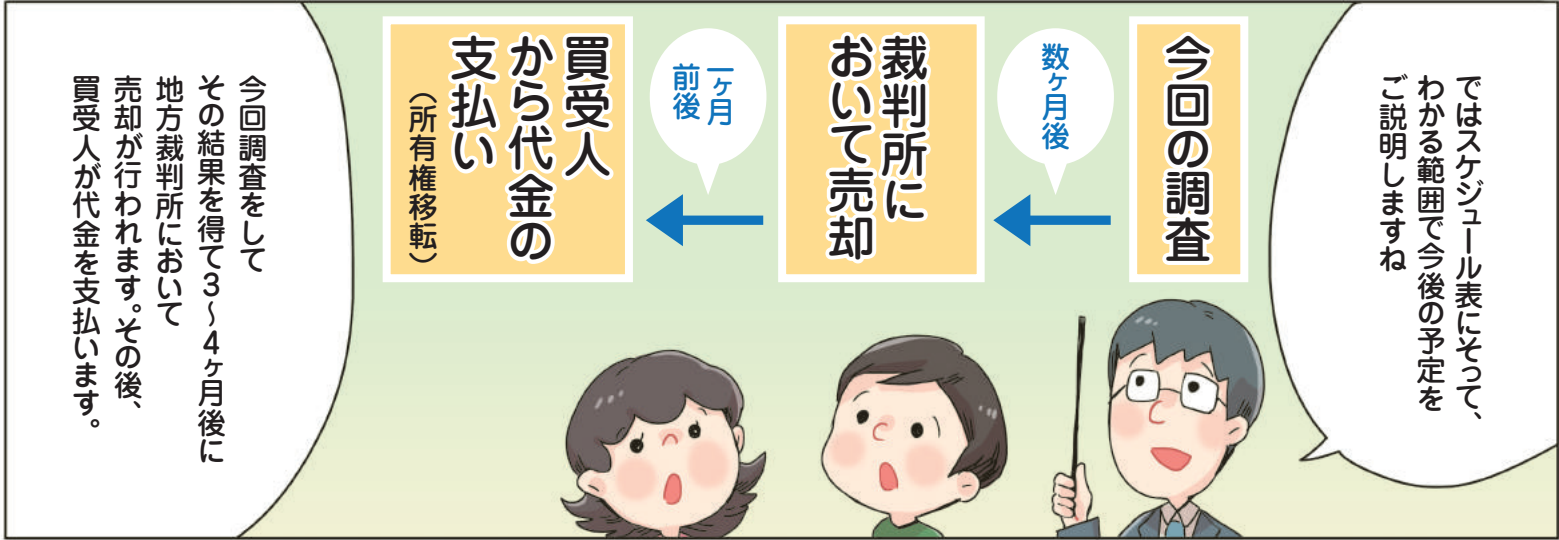 ではスケジュール表にそって、
わかる範囲で今後の予定を
ご説明しますね
今回の調査
数ヶ月後
裁判所に
おいて売却
一ヶ月
前後
買受人
から代金の
支払い
（所有権移転）
今回調査をして
その結果を得て3～4ヶ月後に
地方裁判所において
売却が行われます。その後、
買受人が代金を支払います。